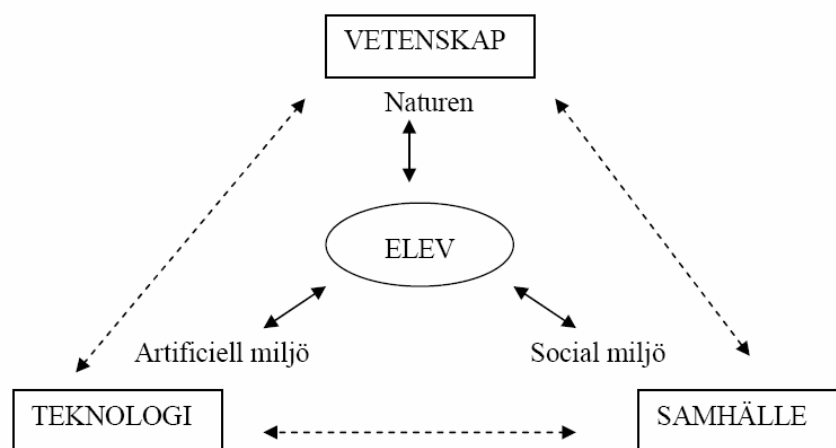 VETENSKAP
Naturen
ELEV
Artificiell miljö
Social miljö
TEKNOLOGI
SAMHÄLLE